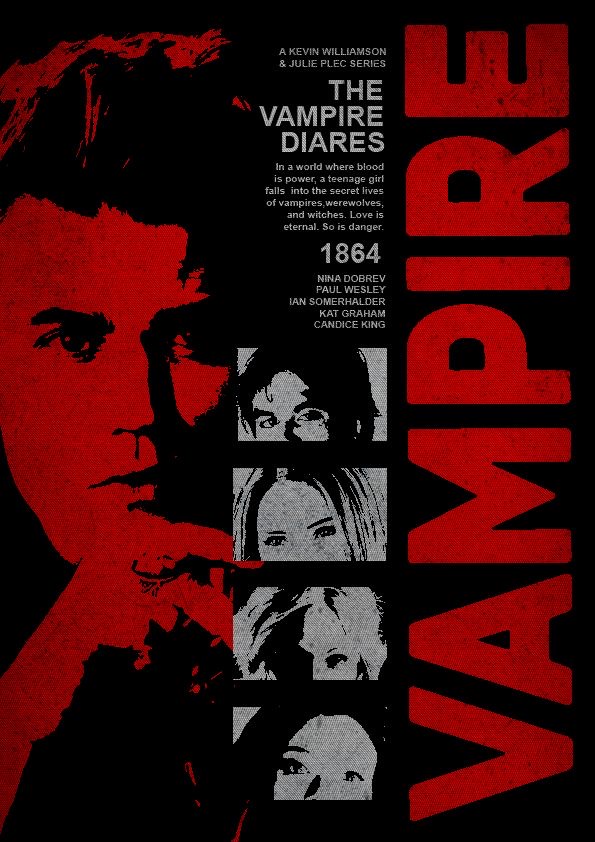 A KEVIN WILLIAMSON
& JULIE PLEC SERIES
THE
VAMPIRE
DIARES
In a world where blood
is power, a teenage girl
falls into the secret lives
of vampires,werewolves,
and witches. Love is
eternal. So is danger.
1864
NINA DOBREV
PAUL WESLEY
IAN SOMERHALDER
KAT GRAHAM
CANDICE KING
VAMPIRE